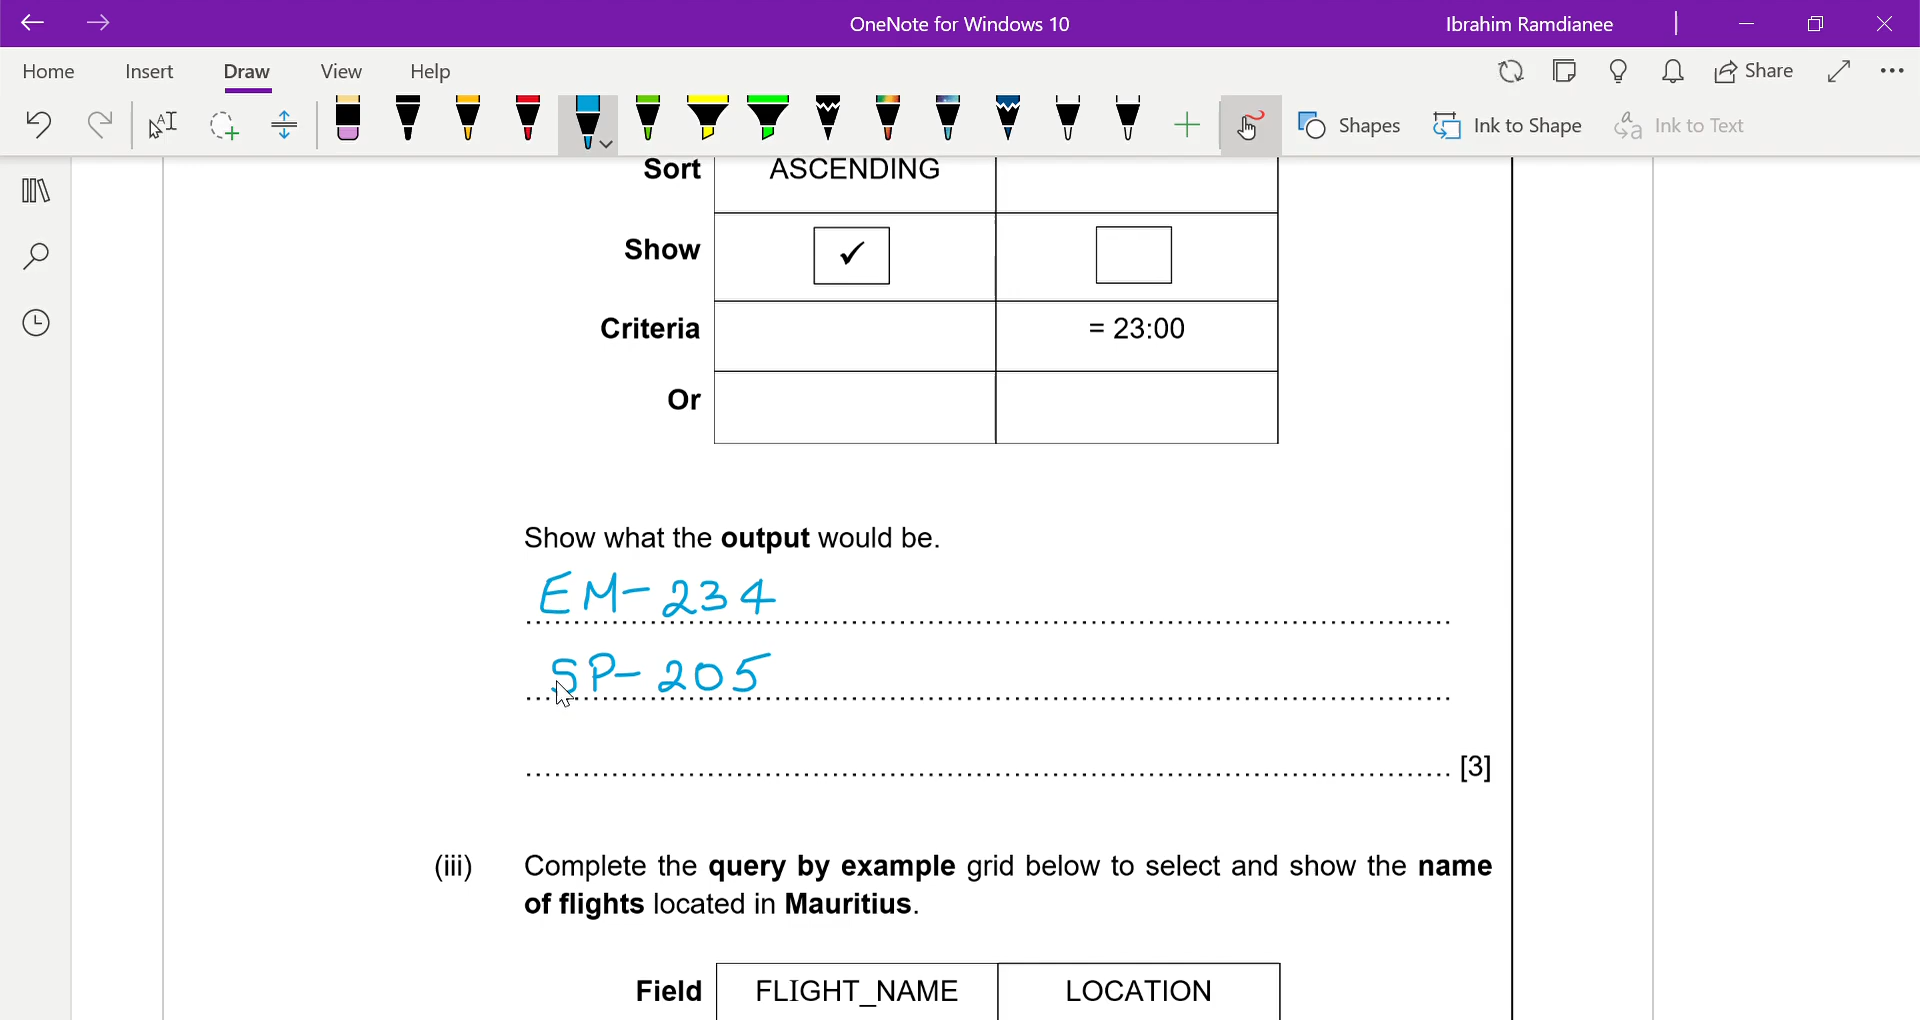 OneNote for Windows 10
Ibrahim Ramdianee
Home Insert Draw View Help
Share
Shapes Ink to Shape Ink to Text
Sort ASCENDING
Show ✓
Criteria = 23:00
Or
Show what the output would be.
EM-234
SP-205
[3]
(iii) Complete the query by example grid below to select and show the name
of flights located in Mauritius.
Field FLIGHT_NAME LOCATION